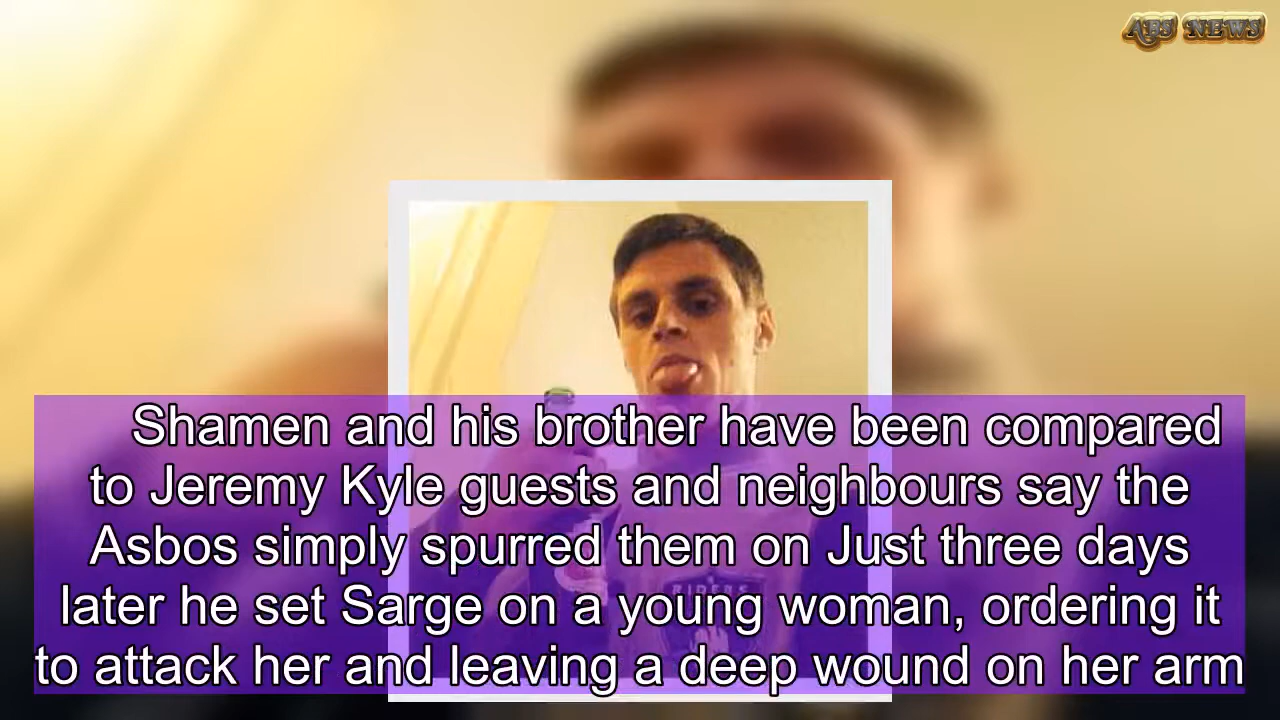 ABS NEWS
Shamen and his brother have been compared
to Jeremy Kyle guests and neighbours say the
Asbos simply spurred them on Just three days
later he set Sarge on a young woman, ordering it
to attack her and leaving a deep wound on her arm
RIDERS